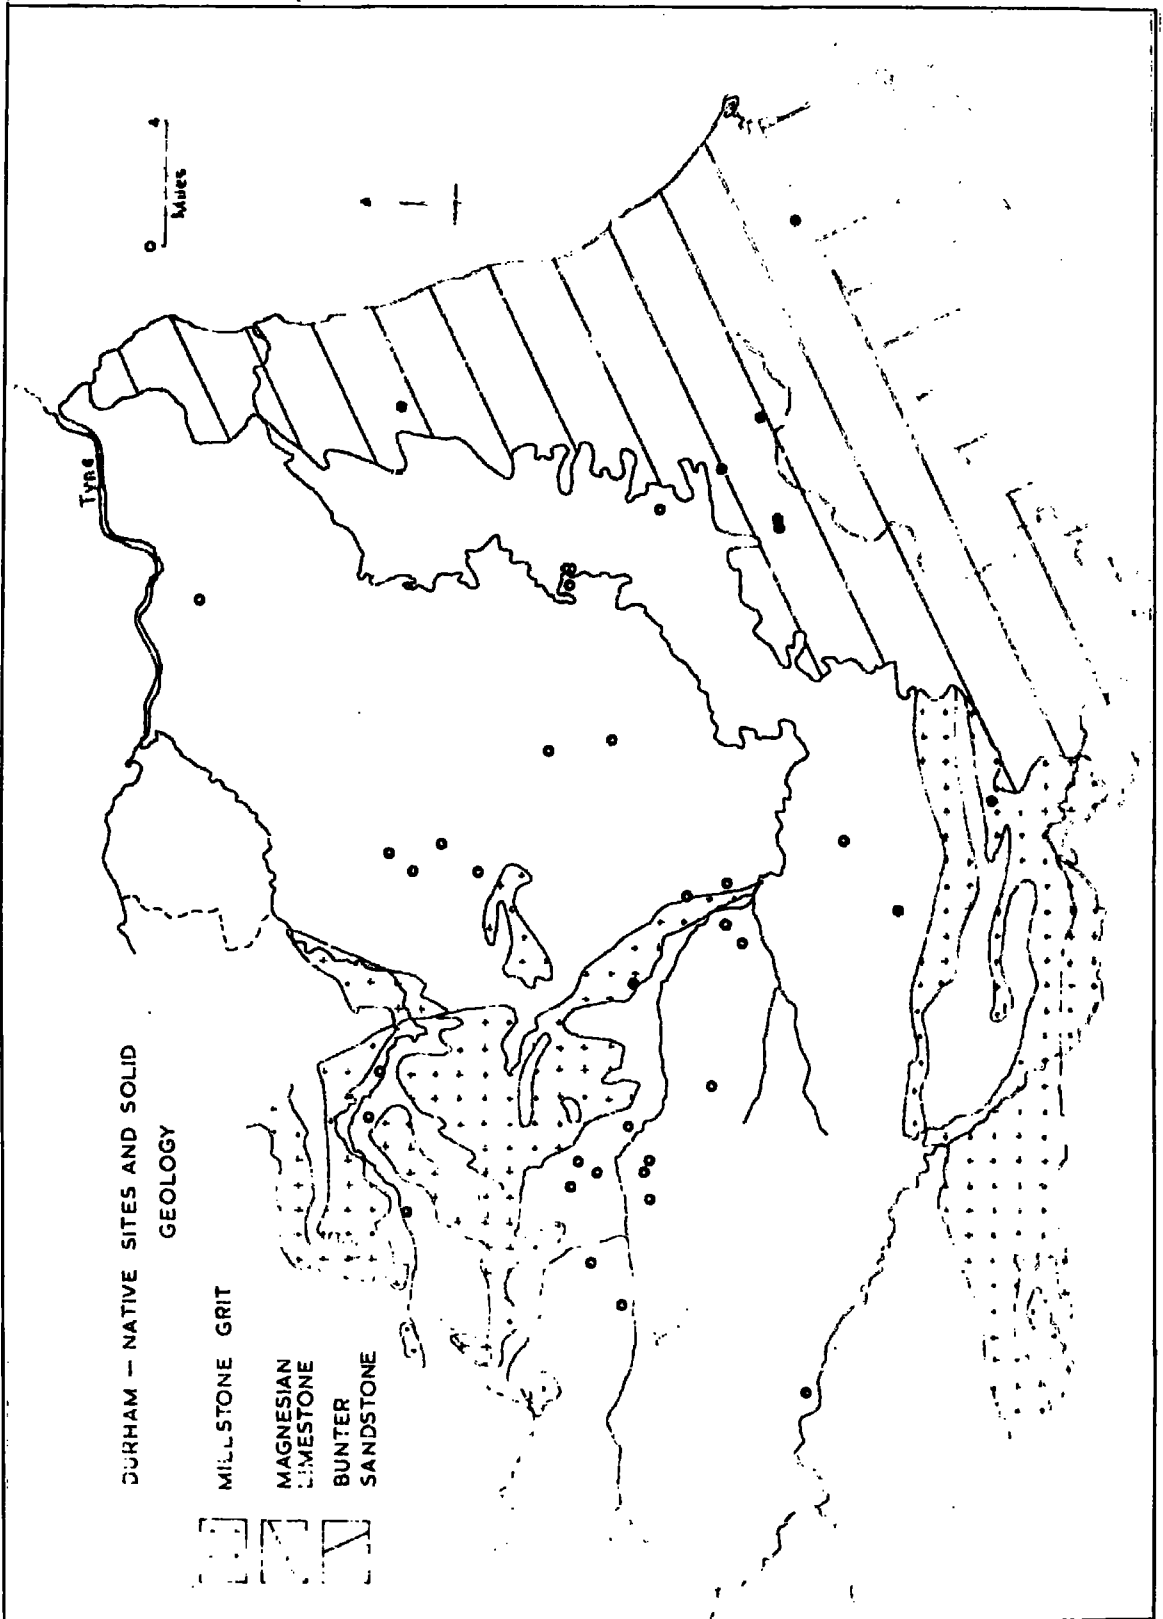 DURHAM — NATIVE SITES AND SOLID
GEOLOGY
MILLSTONE GRIT
MAGNESIAN
LIMESTONE
BUNTER
SANDSTONE
Tyne
0 4
Miles